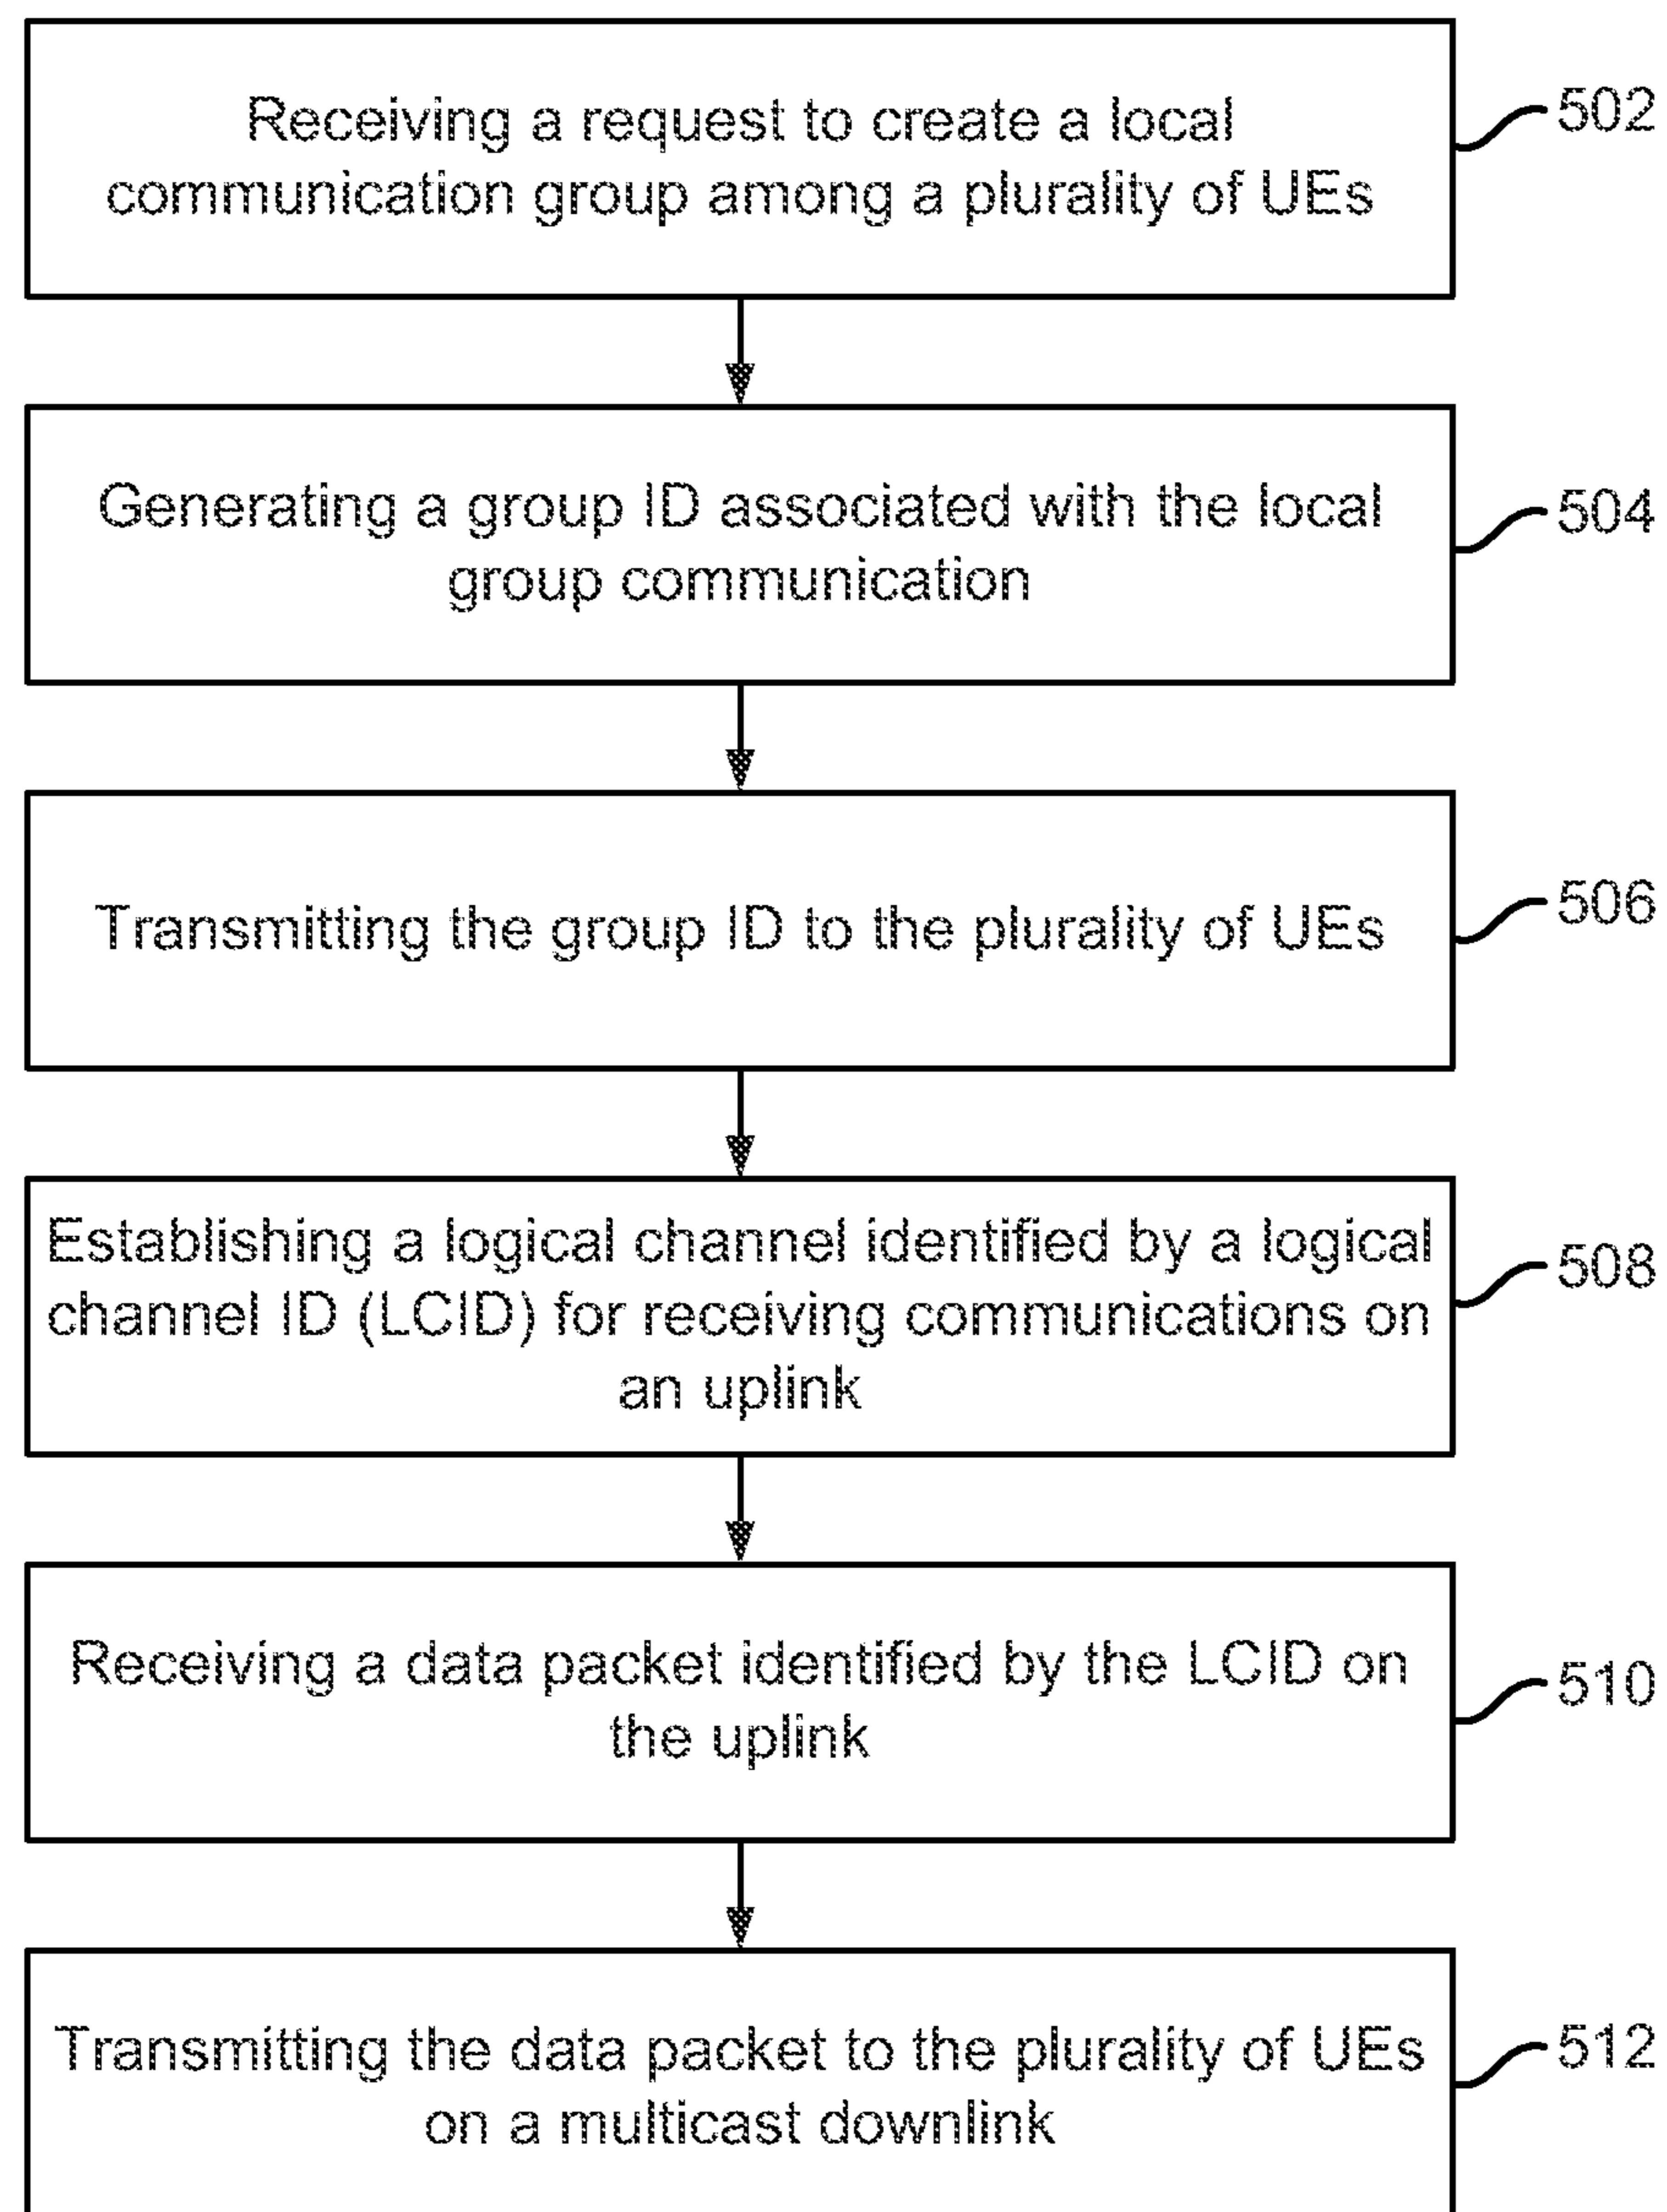 Receiving a request to create a local
communication group among a plurality of UEs
502
Generating a group ID associated with the local
group communication
504
Transmitting the group ID to the plurality of UEs
506
Establishing a logical channel identified by a logical
channel ID (LCID) for receiving communications on
an uplink
508
Receiving a data packet identified by the LCID on
the uplink
510
Transmitting the data packet to the plurality of UEs
on a multicast downlink
512